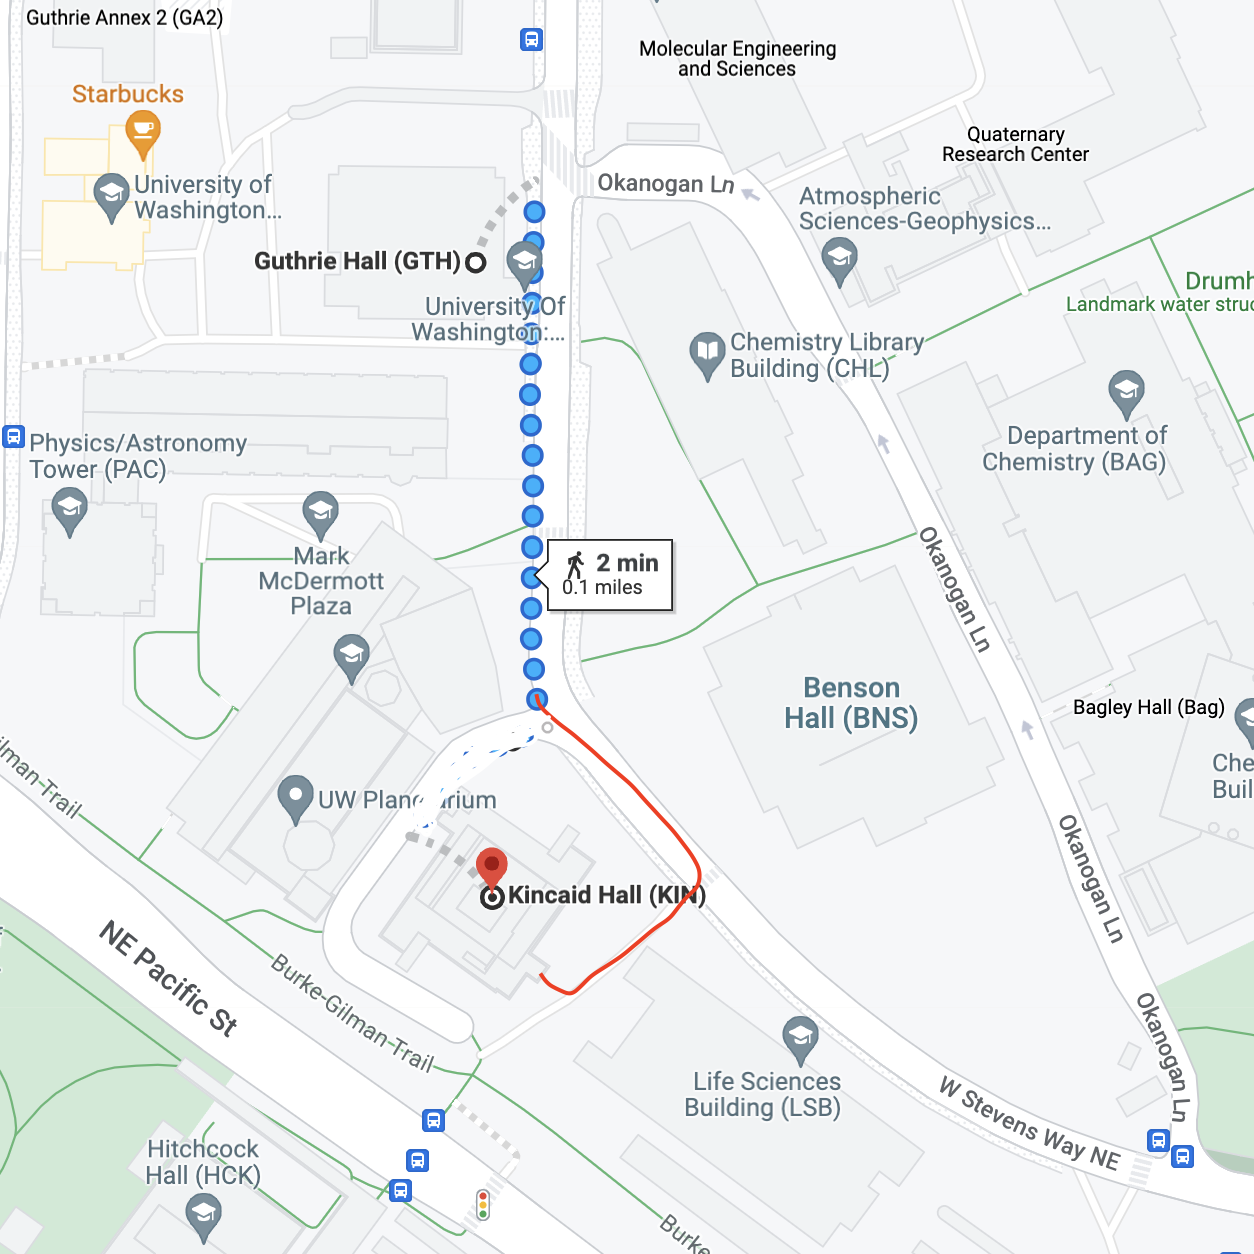 Guthrie Annex 2 (GA2)
Molecular Engineering
and Sciences
Starbucks
Quaternary
Research Center
University of
Washington...
Okanogan Ln
Atmospheric
Sciences-Geophysics...
Guthrie Hall (GTH)
Drumh
Landmark water struc
University Of
Washington:...
Chemistry Library
Building (CHL)
Physics/Astronomy
Tower (PAC)
Department of
Chemistry (BAG)
Mark
McDermott
Plaza
2 min
0.1 miles
Okanogan Ln
Benson
Hall (BNS)
Bagley Hall (Bag)
Che
Buil
ilman Trail
UW Planetarium
Okanogan Ln
Kincaid Hall (KIN)
NE Pacific St
Burke-Gilman Trail
Okanogan Ln
Life Sciences
Building (LSB)
W Stevens Way NE
Hitchcock
Hall (HCK)
Burke-